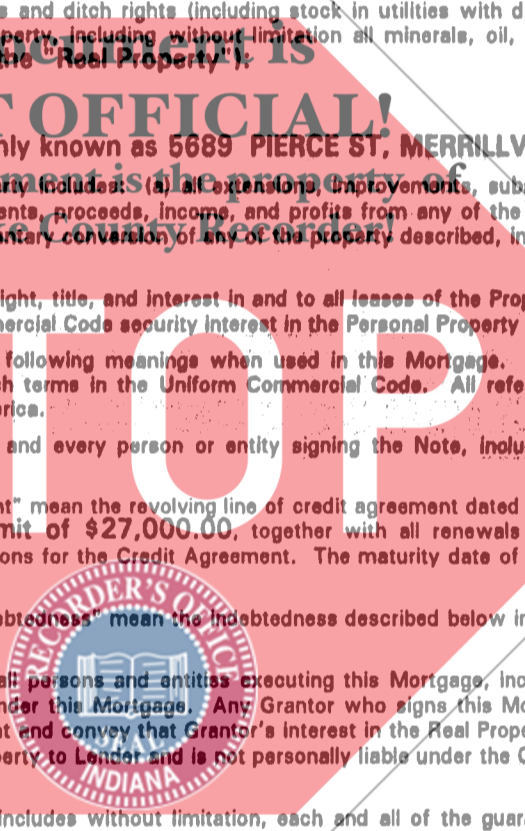 s and ditch rights (including stock in utilities with d
perty, including without limitation all minerals, oil,
the "Real Property").
Document is
OFFICIAL!
nly known as 5689 PIERCE ST, MERRILLV
ment is the property of
erty includes: (a) all extensions, improvements, sub
ents, proceeds, income, and profits from any of the
ke County Recorder!
entary conversion of any of the property described, in
ight, title, and interest in and to all leases of the Prop
ercial Code security interest in the Personal Property
following meanings when used in this Mortgage.
h terms in the Uniform Commercial Code. All refe
erica.
TOP
and every person or entity signing the Note, inclu
nt" mean the revolving line of credit agreement dated
mit of $27,000.00, together with all renewals
ons for the Credit Agreement. The maturity date of
ebtedness" mean the indebtedness described below in
RECORDER'S OFFICE
SEAL
INDIANA
all persons and entities executing this Mortgage, inc
nder this Mortgage. Any Grantor who signs this Mo
nt and convey that Grantor's interest in the Real Prope
erty to Lender and is not personally liable under the C
includes without limitation, each and all of the guar